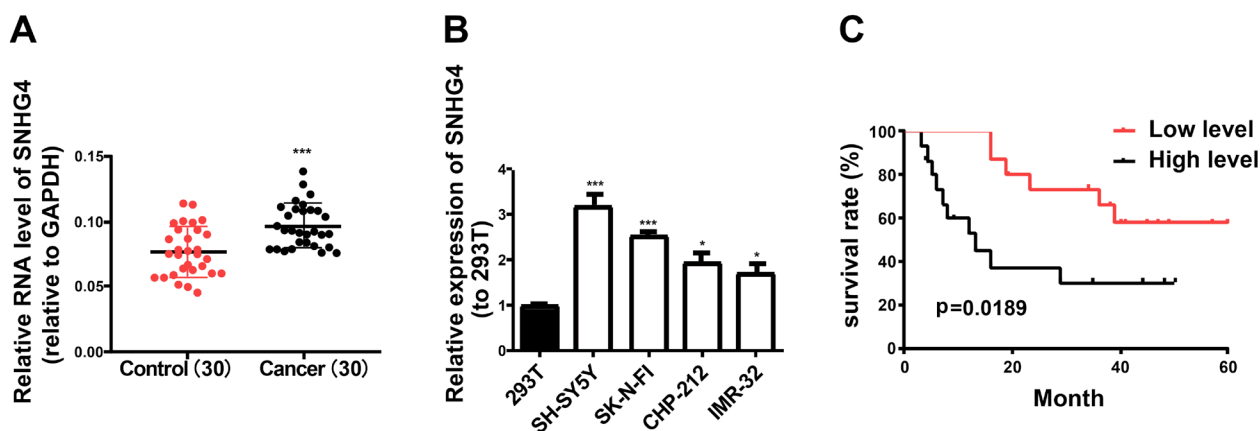 A
Relative RNA level of SNHG4
(relative to GAPDH)
0.15
0.10
0.05
0.00
***
Control (30)
Cancer (30)
B
Relative expression of SNHG4
(to 293T)
4
3
2
1
0
***
***
*
*
293T
SH-SY5Y
SK-N-FI
CHP-212
IMR-32
C
survival rate (%)
100
80
60
40
20
0
Low level
High level
p=0.0189
0
20
40
60
Month